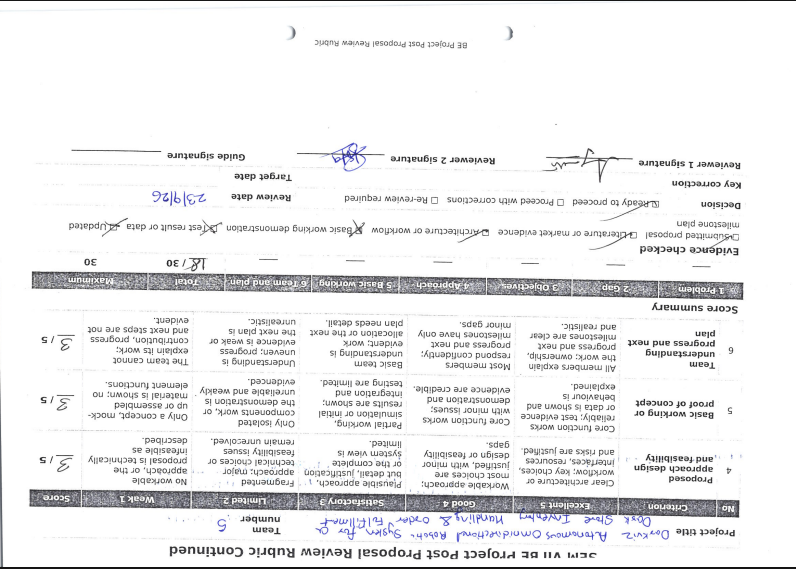 SEM VII BE Project Post Proposal Review Rubric Continued
Project title Dorkviz Autonomous Omnidirectional Robotic System for a
Dark Store Inventory Handling & Order Fulfillment
Team number 5
No Criterion Excellent 5 Good 4 Satisfactory 3 Limited 2 Weak 1 Score
4
Proposed approach design and feasibility
Clear architecture or workflow; key choices, interfaces, resources and risks are justified.
Workable approach; most choices are justified, with minor design or feasibility gaps.
Plausible approach, but detail, justification or the complete system view is limited.
Fragmented approach; major technical choices or feasibility issues remain unresolved.
No workable approach, or the proposal is technically infeasible as described.
3 / 5
5
Basic working or proof of concept
Core function works reliably; test evidence or data is shown and behaviour is explained.
Core function works with minor issues; demonstration and evidence are credible.
Partial working, simulation or initial results are shown; integration and testing are limited.
Only isolated components work, or the demonstration is unreliable and weakly evidenced.
Only a concept, mock-up or assembled material is shown; no element functions.
3 / 5
6
Team understanding progress and next plan
All members explain the work; ownership, progress and next milestones are clear and realistic.
Most members respond confidently; progress and next milestones have only minor gaps.
Basic team understanding is evident; work allocation or the next plan needs detail.
Understanding is uneven; progress evidence is weak or the next plan is unrealistic.
The team cannot explain its work; contribution, progress and next steps are not evident.
3 / 5
Score summary
1 Problem 2 Gap 3 Objectives 4 Approach 5 Basic working 6 Team and plan Total Maximum
— — — — — — 18 / 30 30
Evidence checked
☐ Submitted proposal ☐ Literature or market evidence ☐ Architecture or workflow ☐ Basic working demonstration ☐ Test result or data ☐ Updated
milestone plan
Decision ☐ Ready to proceed ☐ Proceed with corrections ☐ Re-review required Review date 23/9/26
Key correction Target date
Reviewer 1 signature Reviewer 2 signature Guide signature
BE Project Post Proposal Review Rubric